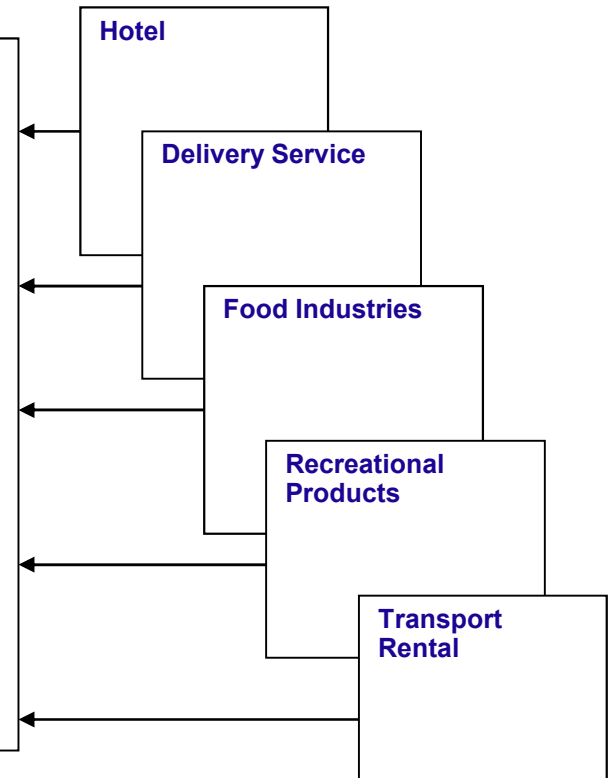 Hotel
Delivery Service
Food Industries
Recreational
Products
Transport
Rental